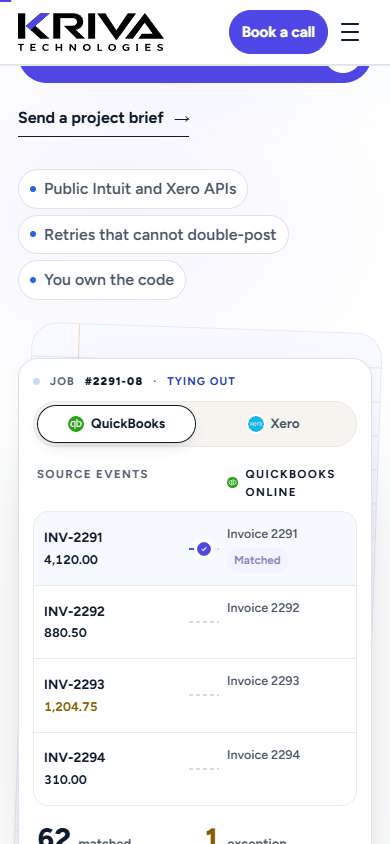 KRIVA
TECHNOLOGIES
Book a call
Send a project brief →
Public Intuit and Xero APIs
Retries that cannot double-post
You own the code
JOB #2291-08 · TYING OUT
QuickBooks
Xero
SOURCE EVENTS
QUICKBOOKS
ONLINE
INV-2291
4,120.00
Invoice 2291
Matched
INV-2292
880.50
Invoice 2292
INV-2293
1,204.75
Invoice 2293
INV-2294
310.00
Invoice 2294
62 matched
1 exception